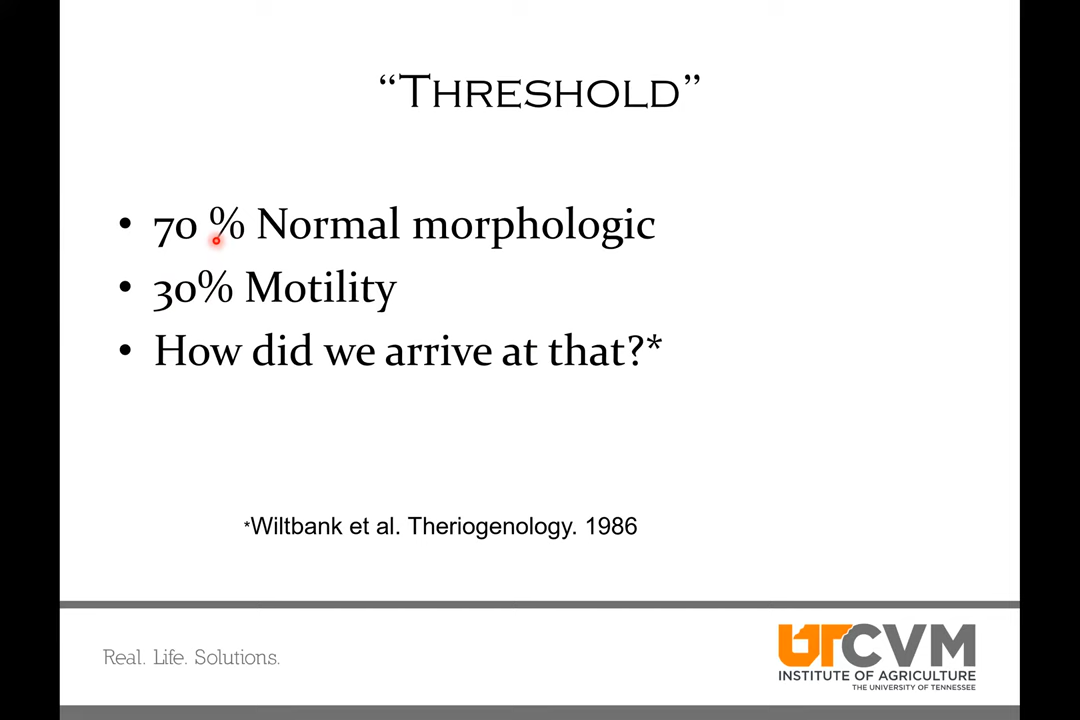 “Threshold”
• 70 % Normal morphologic
• 30% Motility
• How did we arrive at that?*
*Wiltbank et al. Theriogenology. 1986
Real. Life. Solutions.
UTCVM
INSTITUTE OF AGRICULTURE
THE UNIVERSITY OF TENNESSEE